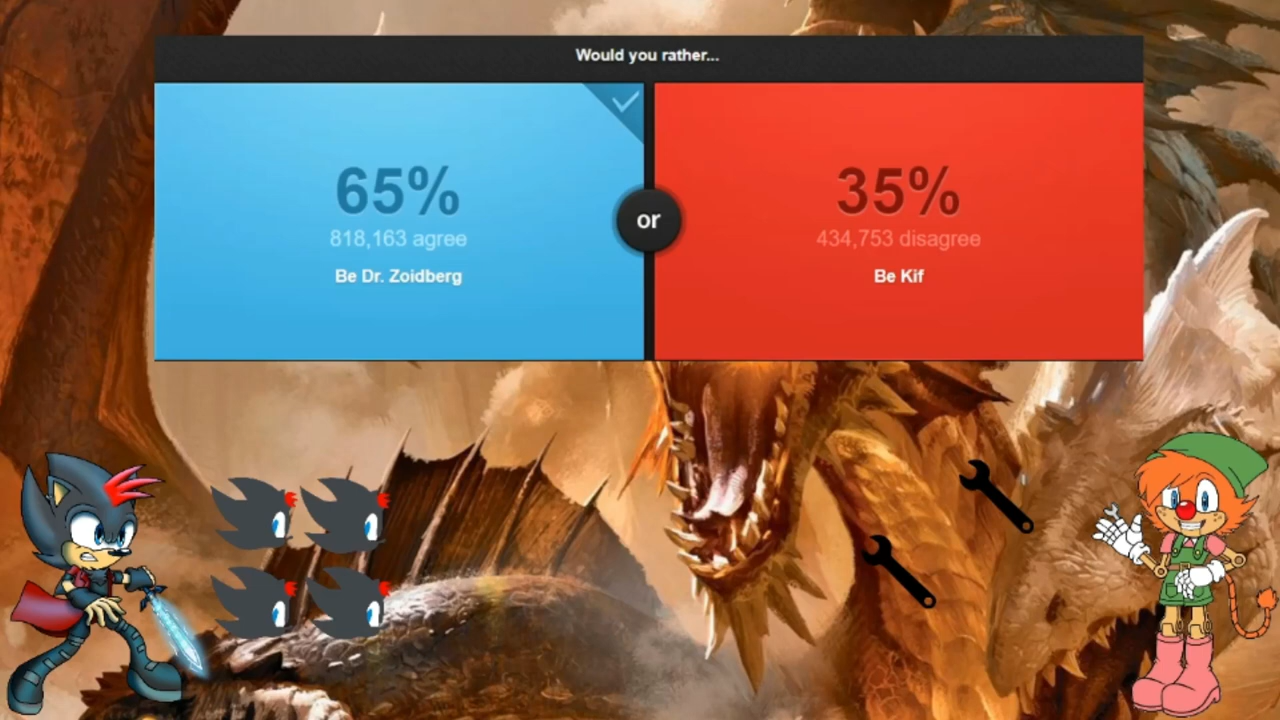 Would you rather...
65%
818,163 agree
Be Dr. Zoidberg
or
35%
434,753 disagree
Be Kif